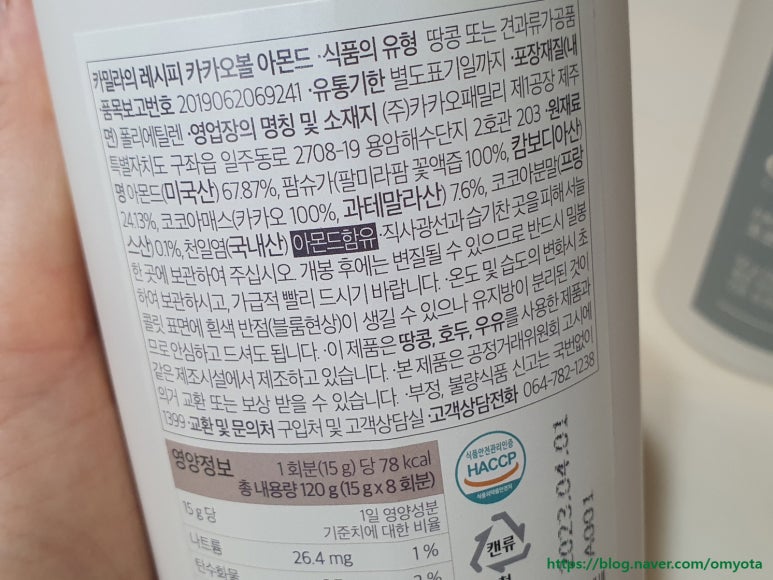 카밀라의 레시피 카카오볼 아몬드 ·식품의 유형 땅콩 또는 견과류가공품
·품목보고번호 2019062069241 ·유통기한 별도표기일까지 ·포장재질(내
면) 폴리에틸렌 ·영업장의 명칭 및 소재지 (주)카카오패밀리 제1공장 제주
특별자치도 구좌읍 일주동로 2708-19 용암해수단지 2호관 203 ·원재료
명 아몬드(미국산) 67.87%, 팜슈가(팔미라팜 꽃액즙 100%, 캄보디아산)
24.13%, 코코아매스(카카오 100%, 과테말라산) 7.6%, 코코아분말(프랑
스산) 0.1%, 천일염(국내산) 아몬드함유 ·직사광선과 습기찬 곳을 피해 서늘
한 곳에 보관하여 주십시오. 개봉 후에는 변질될 수 있으므로 반드시 밀봉
하여 보관하시고, 가급적 빨리 드시기 바랍니다. ·온도 및 습도의 변화시 초
콜릿 표면에 흰색 반점(블룸현상)이 생길 수 있으나 유지방이 분리된 것이
므로 안심하고 드셔도 됩니다. ·이 제품은 땅콩, 호두, 우유를 사용한 제품과
같은 제조시설에서 제조하고 있습니다. ·본 제품은 공정거래위원회 고시에
의거 교환 또는 보상 받을 수 있습니다. ·부정, 불량식품 신고는 국번없이
1399 ·교환 및 문의처 구입처 및 고객상담실 ·고객상담전화 064-782-1238
영양정보 1 회분(15 g) 당 78 kcal
총 내용량 120 g (15 g x 8 회분)
15 g 당 1일 영양성분
기준치에 대한 비율
나트륨 26.4 mg 1 %
탄수화물
식품안전관리인증
HACCP
식품의약품안전처
캔류
2022.04.01
A001
https://blog.naver.com/omyota